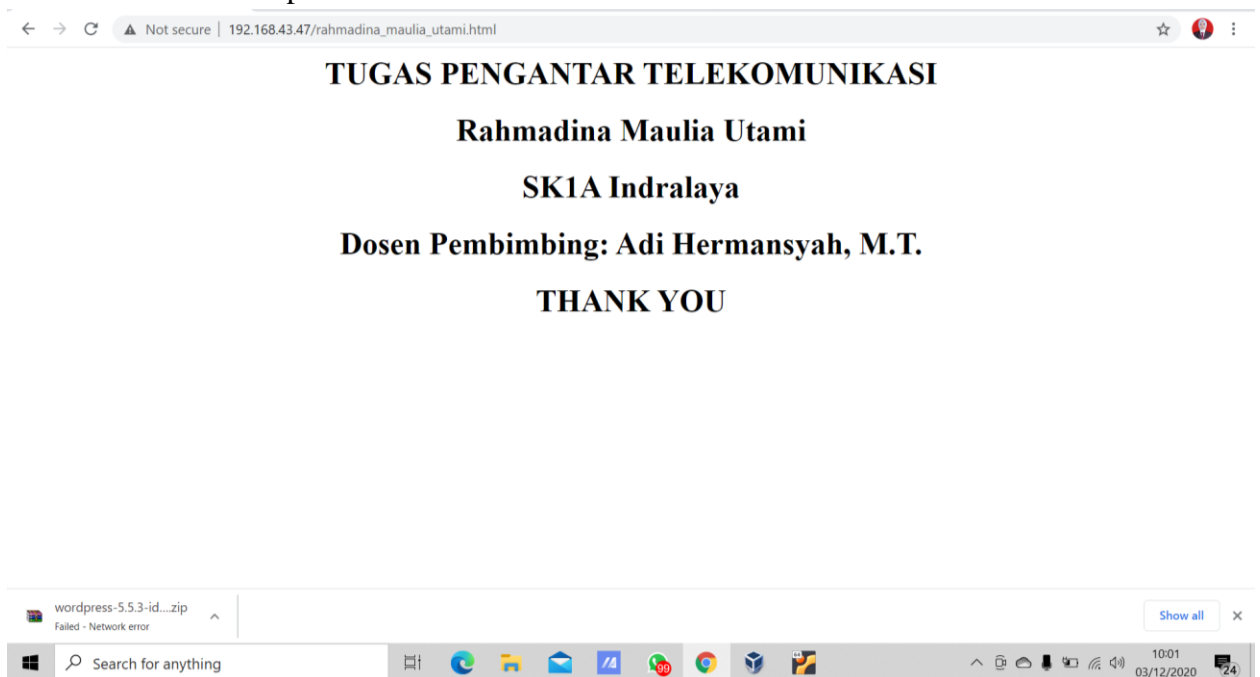 Not secure | 192.168.43.47/rahmadina_maulia_utami.html
TUGAS PENGANTAR TELEKOMUNIKASI
Rahmadina Maulia Utami
SK1A Indralaya
Dosen Pembimbing: Adi Hermansyah, M.T.
THANK YOU
wordpress-5.5.3-id....zip
Failed - Network error
Show all
Search for anything
99
10:01
03/12/2020
24